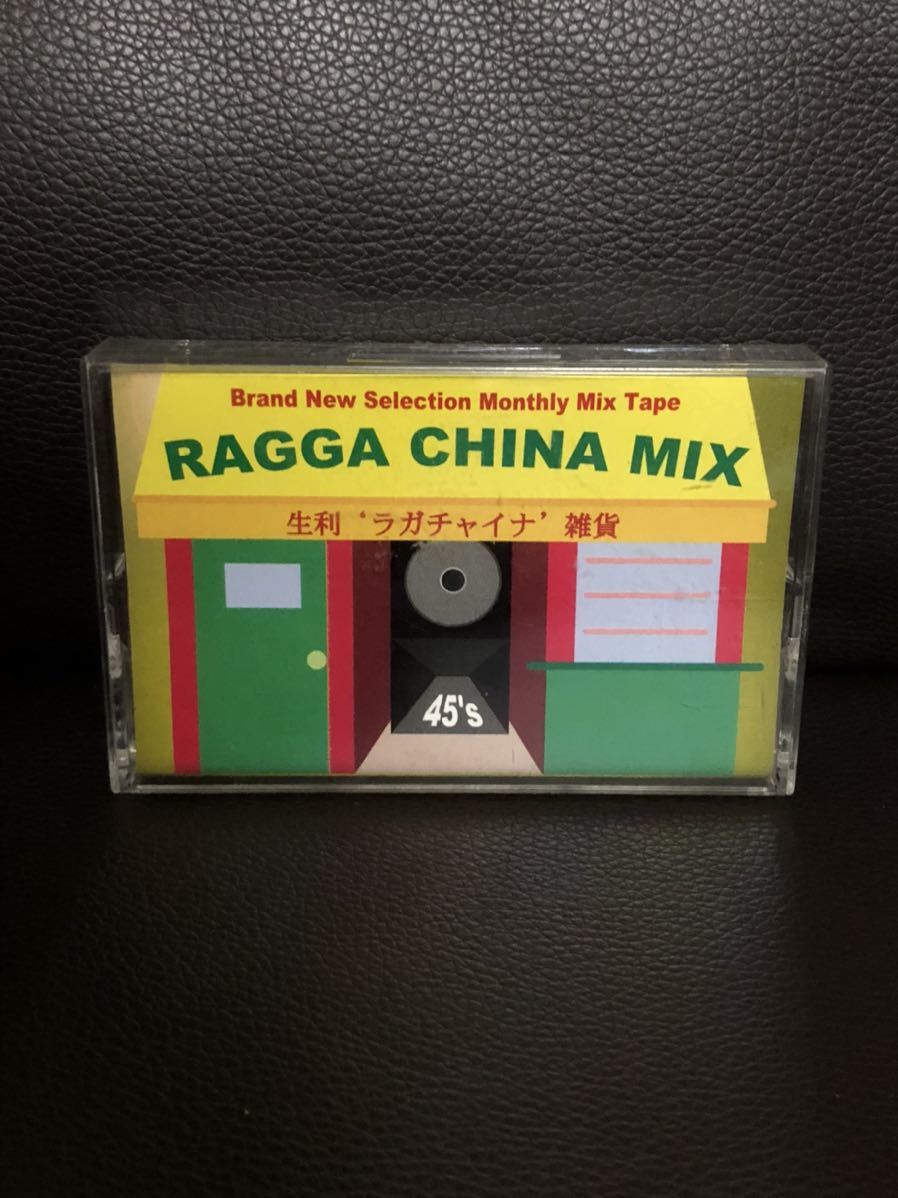 Brand New Selection Monthly Mix Tape
RAGGA CHINA MIX
生利‘ラガチャイナ’雑貨
45's